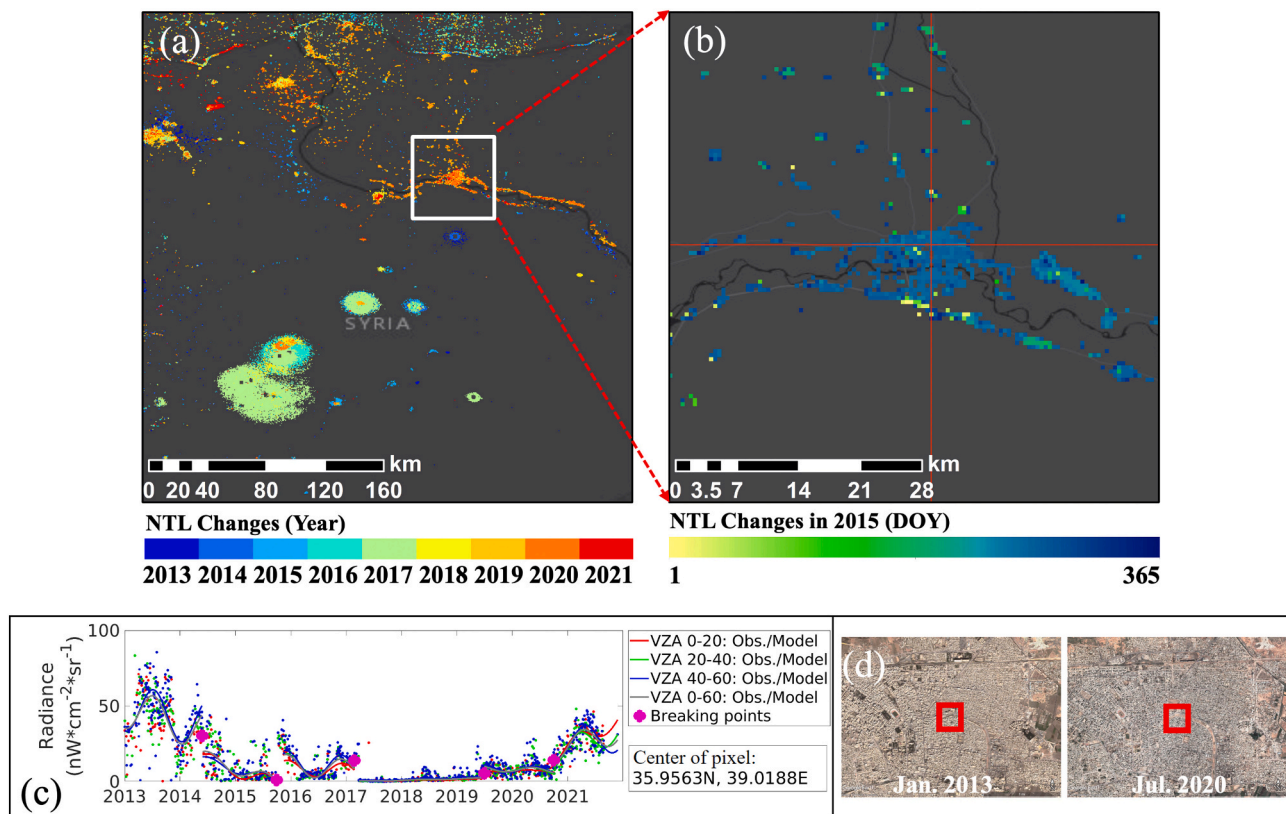 (a)
SYRIA
km
0 20 40 80 120 160
NTL Changes (Year)
2013 2014 2015 2016 2017 2018 2019 2020 2021
(b)
km
0 3.5 7 14 21 28
NTL Changes in 2015 (DOY)
1 365
(c)
Radiance
(nW*cm-2*sr-1)
100
50
0
2013 2014 2015 2016 2017 2018 2019 2020 2021
VZA 0-20: Obs./Model
VZA 20-40: Obs./Model
VZA 40-60: Obs./Model
VZA 0-60: Obs./Model
Breaking points
Center of pixel:
35.9563N, 39.0188E
(d)
Jan. 2013
Jul. 2020